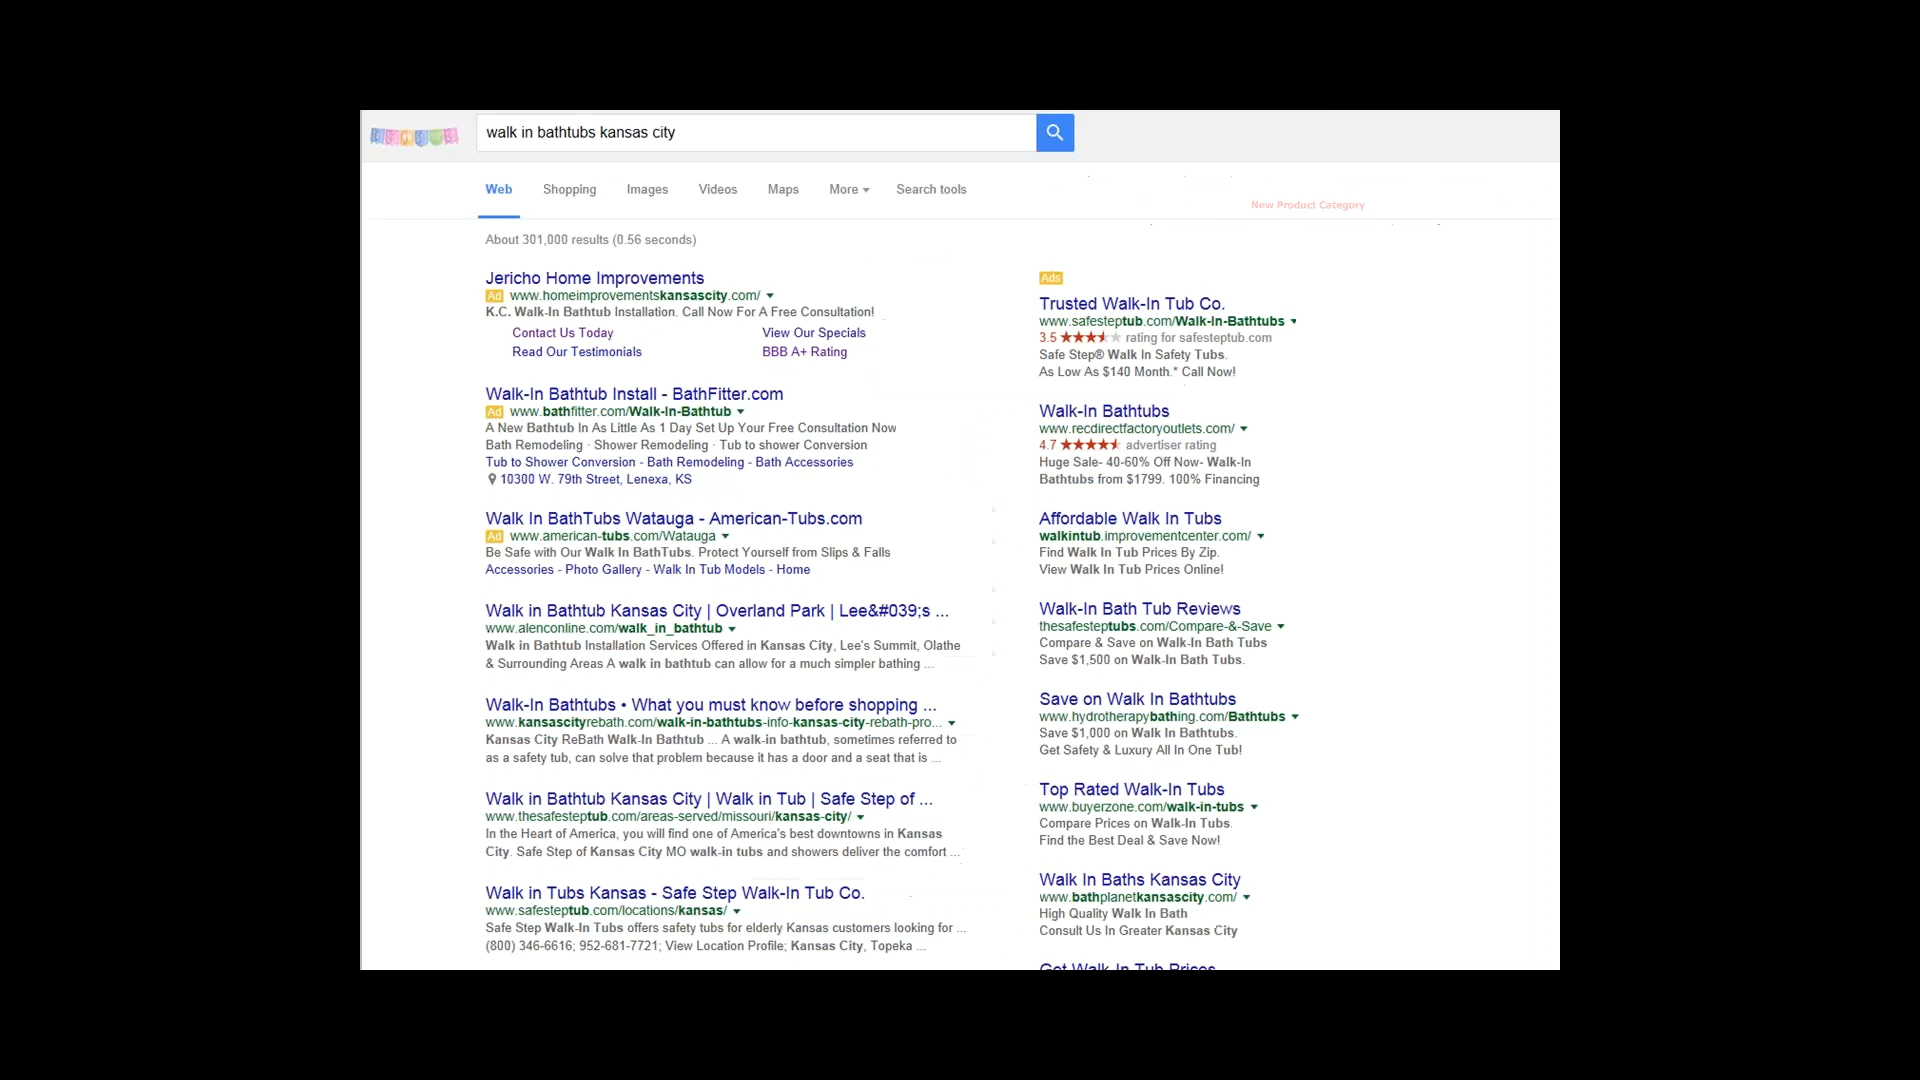 walk in bathtubs kansas city
Web Shopping Images Videos Maps More Search tools
New Product Category
About 301,000 results (0.56 seconds)
Jericho Home Improvements
Ad www.homeimprovementskansascity.com/
K.C. Walk-In Bathtub Installation. Call Now For A Free Consultation!
Contact Us Today View Our Specials
Read Our Testimonials BBB A+ Rating
Walk-In Bathtub Install - BathFitter.com
Ad www.bathfitter.com/Walk-In-Bathtub
A New Bathtub In As Little As 1 Day Set Up Your Free Consultation Now
Bath Remodeling · Shower Remodeling · Tub to shower Conversion
Tub to Shower Conversion - Bath Remodeling - Bath Accessories
10300 W. 79th Street, Lenexa, KS
Walk In BathTubs Watauga - American-Tubs.com
Ad www.american-tubs.com/Watauga
Be Safe with Our Walk In BathTubs. Protect Yourself from Slips & Falls
Accessories - Photo Gallery - Walk In Tub Models - Home
Walk in Bathtub Kansas City | Overland Park | Lee&#039;s ...
www.alenconline.com/walk_in_bathtub
Walk in Bathtub Installation Services Offered in Kansas City, Lee's Summit, Olathe
& Surrounding Areas A walk in bathtub can allow for a much simpler bathing ...
Walk-In Bathtubs • What you must know before shopping ...
www.kansascityrebath.com/walk-in-bathtubs-info-kansas-city-rebath-pro...
Kansas City ReBath Walk-In Bathtub ... A walk-in bathtub, sometimes referred to
as a safety tub, can solve that problem because it has a door and a seat that is ...
Walk in Bathtub Kansas City | Walk in Tub | Safe Step of ...
www.thesafesteptub.com/areas-served/missouri/kansas-city/
In the Heart of America, you will find one of America's best downtowns in Kansas
City. Safe Step of Kansas City MO walk-in tubs and showers deliver the comfort ...
Walk in Tubs Kansas - Safe Step Walk-In Tub Co.
www.safesteptub.com/locations/kansas/
Safe Step Walk-In Tubs offers safety tubs for elderly Kansas customers looking for ...
(800) 346-6616; 952-681-7721; View Location Profile; Kansas City, Topeka ...
Ads
Trusted Walk-In Tub Co.
www.safesteptub.com/Walk-In-Bathtubs
3.5 rating for safesteptub.com
Safe Step® Walk In Safety Tubs.
As Low As $140 Month.* Call Now!
Walk-In Bathtubs
www.recdirectfactoryoutlets.com/
4.7 advertiser rating
Huge Sale- 40-60% Off Now- Walk-In
Bathtubs from $1799. 100% Financing
Affordable Walk In Tubs
walkintub.improvementcenter.com/
Find Walk In Tub Prices By Zip.
View Walk In Tub Prices Online!
Walk-In Bath Tub Reviews
thesafesteptubs.com/Compare-&-Save
Compare & Save on Walk-In Bath Tubs
Save $1,500 on Walk-In Bath Tubs.
Save on Walk In Bathtubs
www.hydrotherapybathing.com/Bathtubs
Save $1,000 on Walk In Bathtubs.
Get Safety & Luxury All In One Tub!
Top Rated Walk-In Tubs
www.buyerzone.com/walk-in-tubs
Compare Prices on Walk-In Tubs.
Find the Best Deal & Save Now!
Walk In Baths Kansas City
www.bathplanetkansascity.com/
High Quality Walk In Bath
Consult Us In Greater Kansas City
Get Walk In Tub Prices